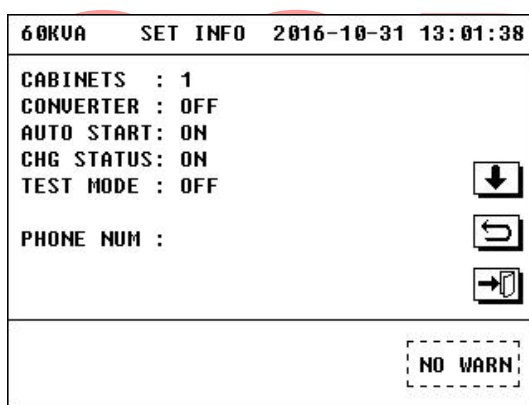 60KVA SET INFO 2016-10-31 13:01:38
CABINETS : 1
CONVERTER : OFF
AUTO START: ON
CHG STATUS: ON
TEST MODE : OFF
PHONE NUM :
NO WARN